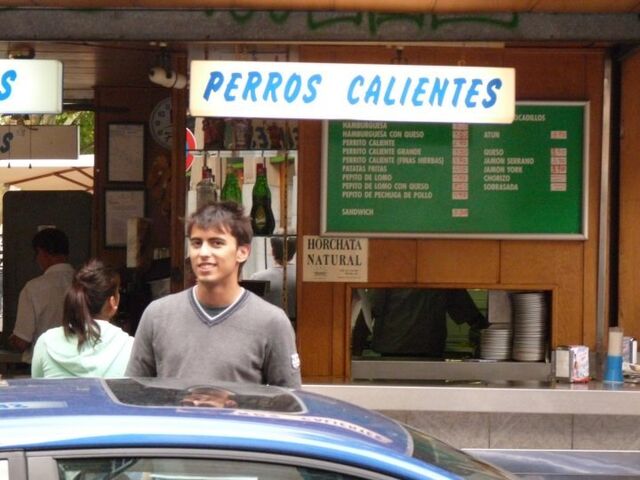 S
PERROS CALIENTES
S
BOCADILLOS
HAMBURGUESA
HAMBURGUESA CON QUESO
PERRITO CALIENTE
PERRITO CALIENTE GRANDE
PERRITO CALIENTE (FINAS HIERBAS)
PATATAS FRITAS
PEPITO DE LOMO
PEPITO DE LOMO CON QUESO
PEPITO DE PECHUGA DE POLLO
SANDWICH
ATUN
QUESO
JAMON SERRANO
JAMON YORK
CHORIZO
SOBRASADA
HORCHATA
NATURAL